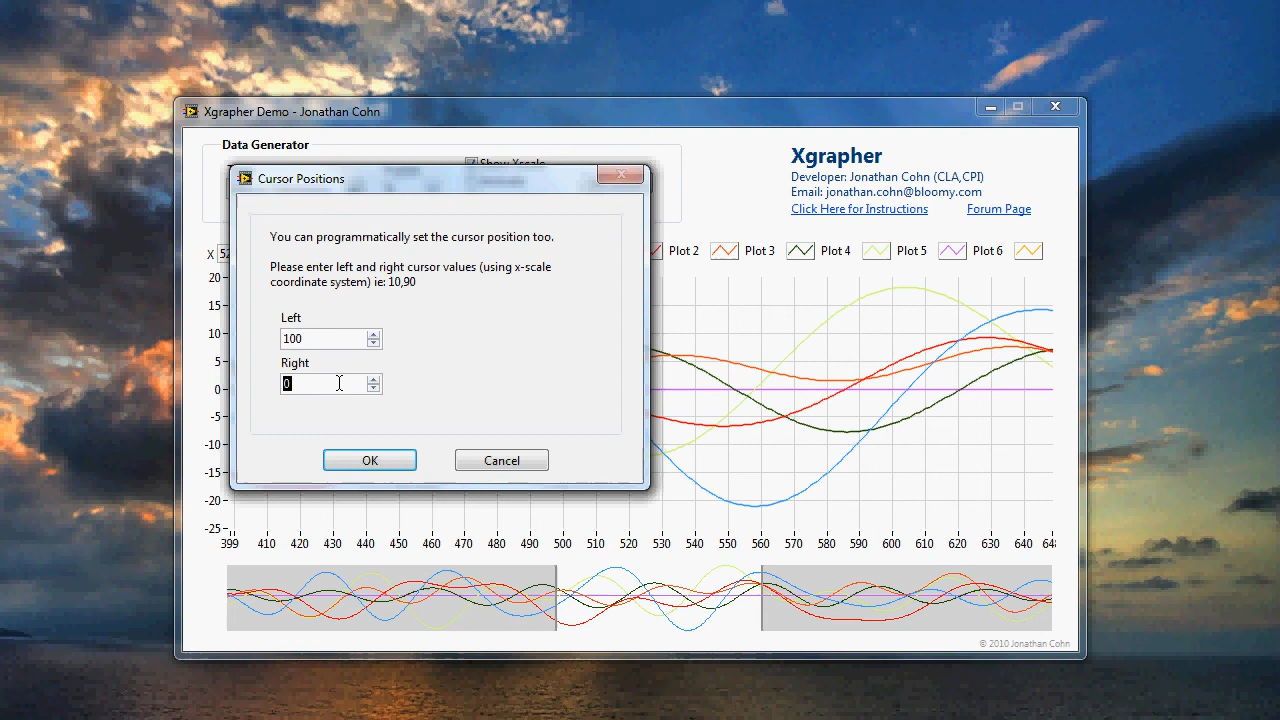 Xgrapher Demo - Jonathan Cohn
Data Generator
Show Xscale
Xgrapher
Developer: Jonathan Cohn (CLA,CPI)
Email: jonathan.cohn@bloomy.com
Click Here for Instructions Forum Page
Cursor Positions
You can programmatically set the cursor position too.
Please enter left and right cursor values (using x-scale
coordinate system) ie: 10,90
Left
100
Right
0
OK Cancel
X 52
Plot 2 Plot 3 Plot 4 Plot 5 Plot 6
20
15
10
5
0
-5
-10
-15
-20
-25
399 410 420 430 440 450 460 470 480 490 500 510 520 530 540 550 560 570 580 590 600 610 620 630 640 648
© 2010 Jonathan Cohn